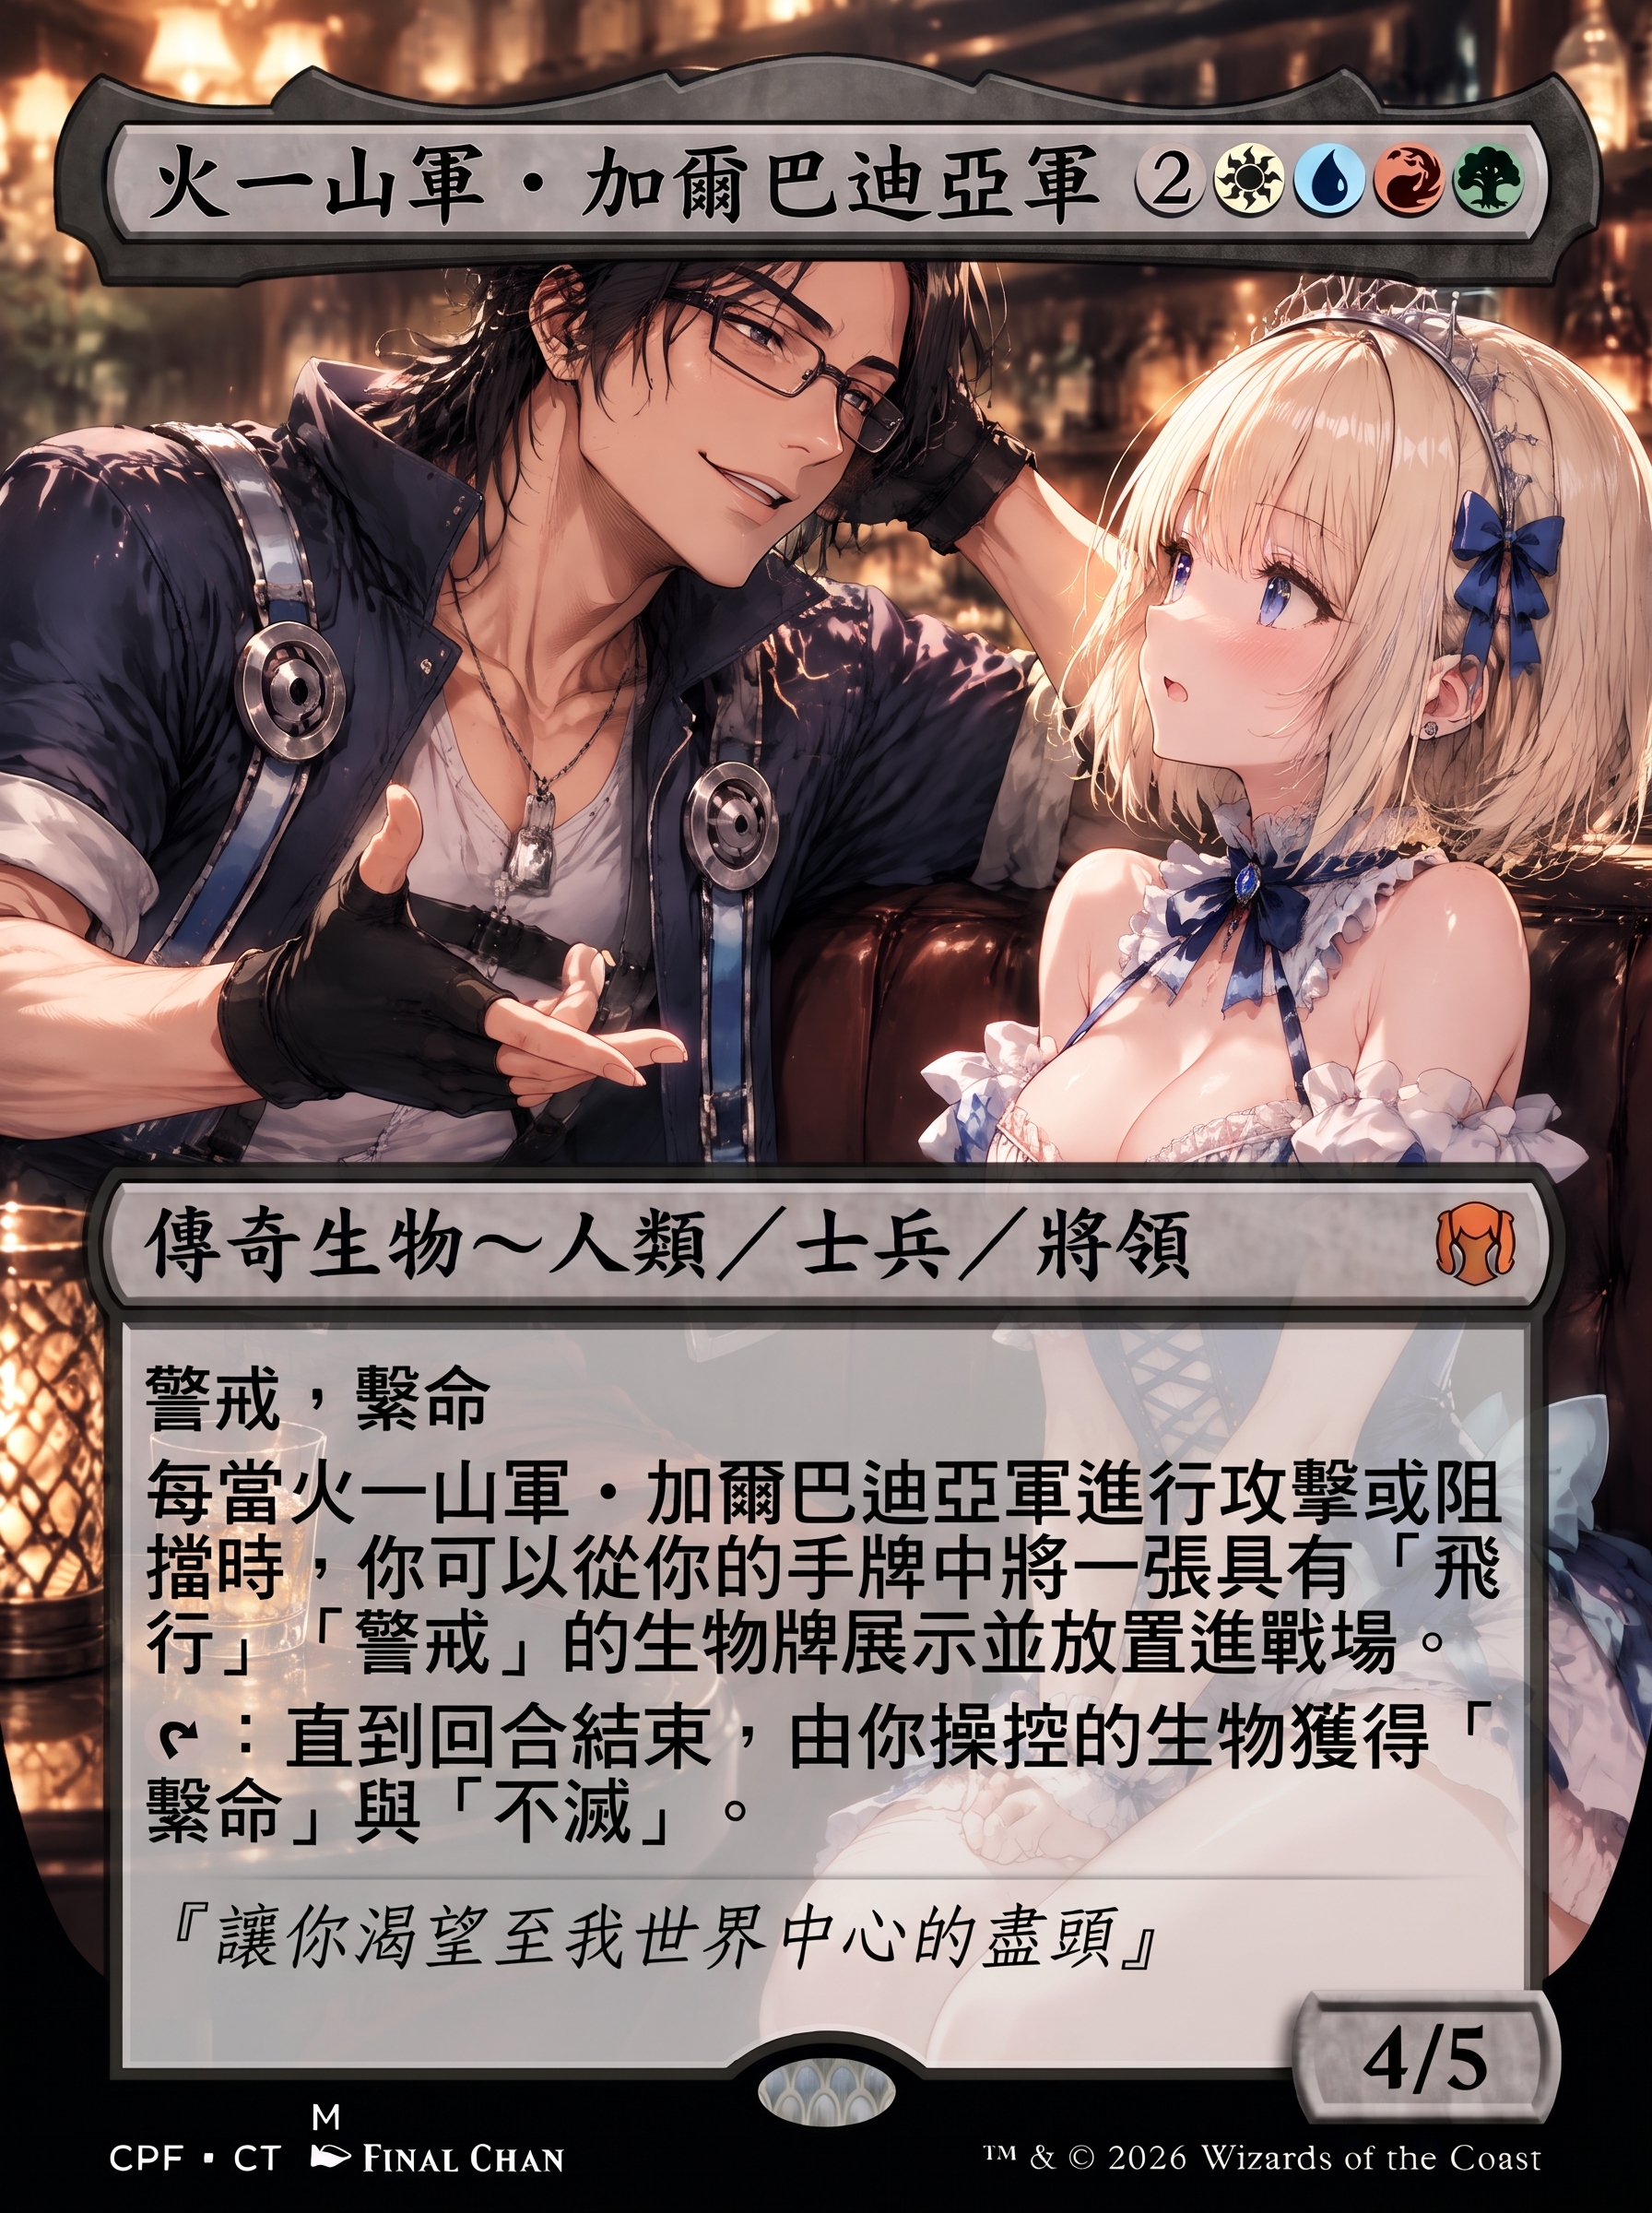 火一山軍・加爾巴迪亞軍 2
傳奇生物～人類／士兵／將領
警戒，繫命
每當火一山軍・加爾巴迪亞軍進行攻擊或阻
擋時，你可以從你的手牌中將一張具有「飛
行」「警戒」的生物牌展示並放置進戰場。
：直到回合結束，由你操控的生物獲得「
繫命」與「不滅」。
『讓你渴望至我世界中心的盡頭』
4/5
M
CPF • CT FINAL CHAN
™ & © 2026 Wizards of the Coast